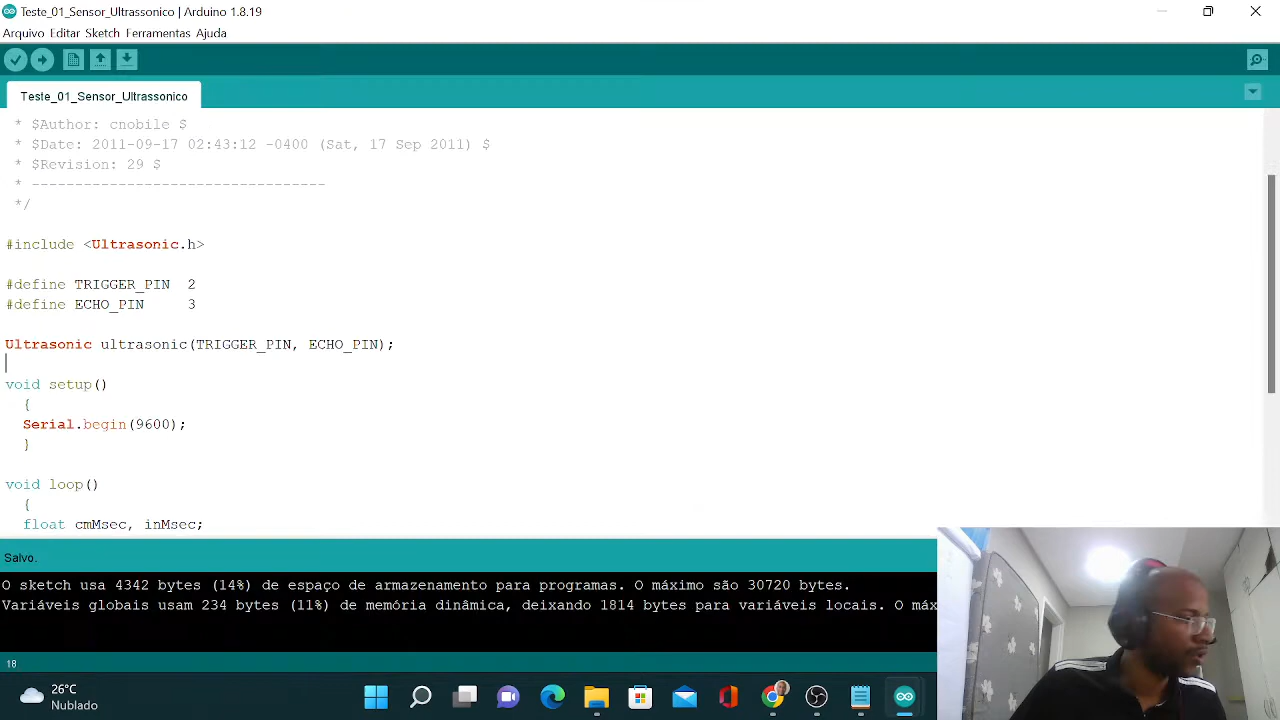 Teste_01_Sensor_Ultrassonico | Arduino 1.8.19
Arquivo Editar Sketch Ferramentas Ajuda
Teste_01_Sensor_Ultrassonico
* $Author: cnobile $
* $Date: 2011-09-17 02:43:12 -0400 (Sat, 17 Sep 2011) $
* $Revision: 29 $
* ----------------------------------
*/
#include <Ultrasonic.h>
#define TRIGGER_PIN 2
#define ECHO_PIN 3
Ultrasonic ultrasonic(TRIGGER_PIN, ECHO_PIN);
void setup()
{
Serial.begin(9600);
}
void loop()
{
float cmMsec, inMsec;
Salvo.
O sketch usa 4342 bytes (14%) de espaço de armazenamento para programas. O máximo são 30720 bytes.
Variáveis globais usam 234 bytes (11%) de memória dinâmica, deixando 1814 bytes para variáveis locais. O máx
18
26°C
Nublado